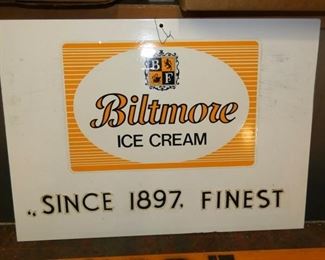 B
F
Biltmore
ICE CREAM
SINCE 1897. FINEST